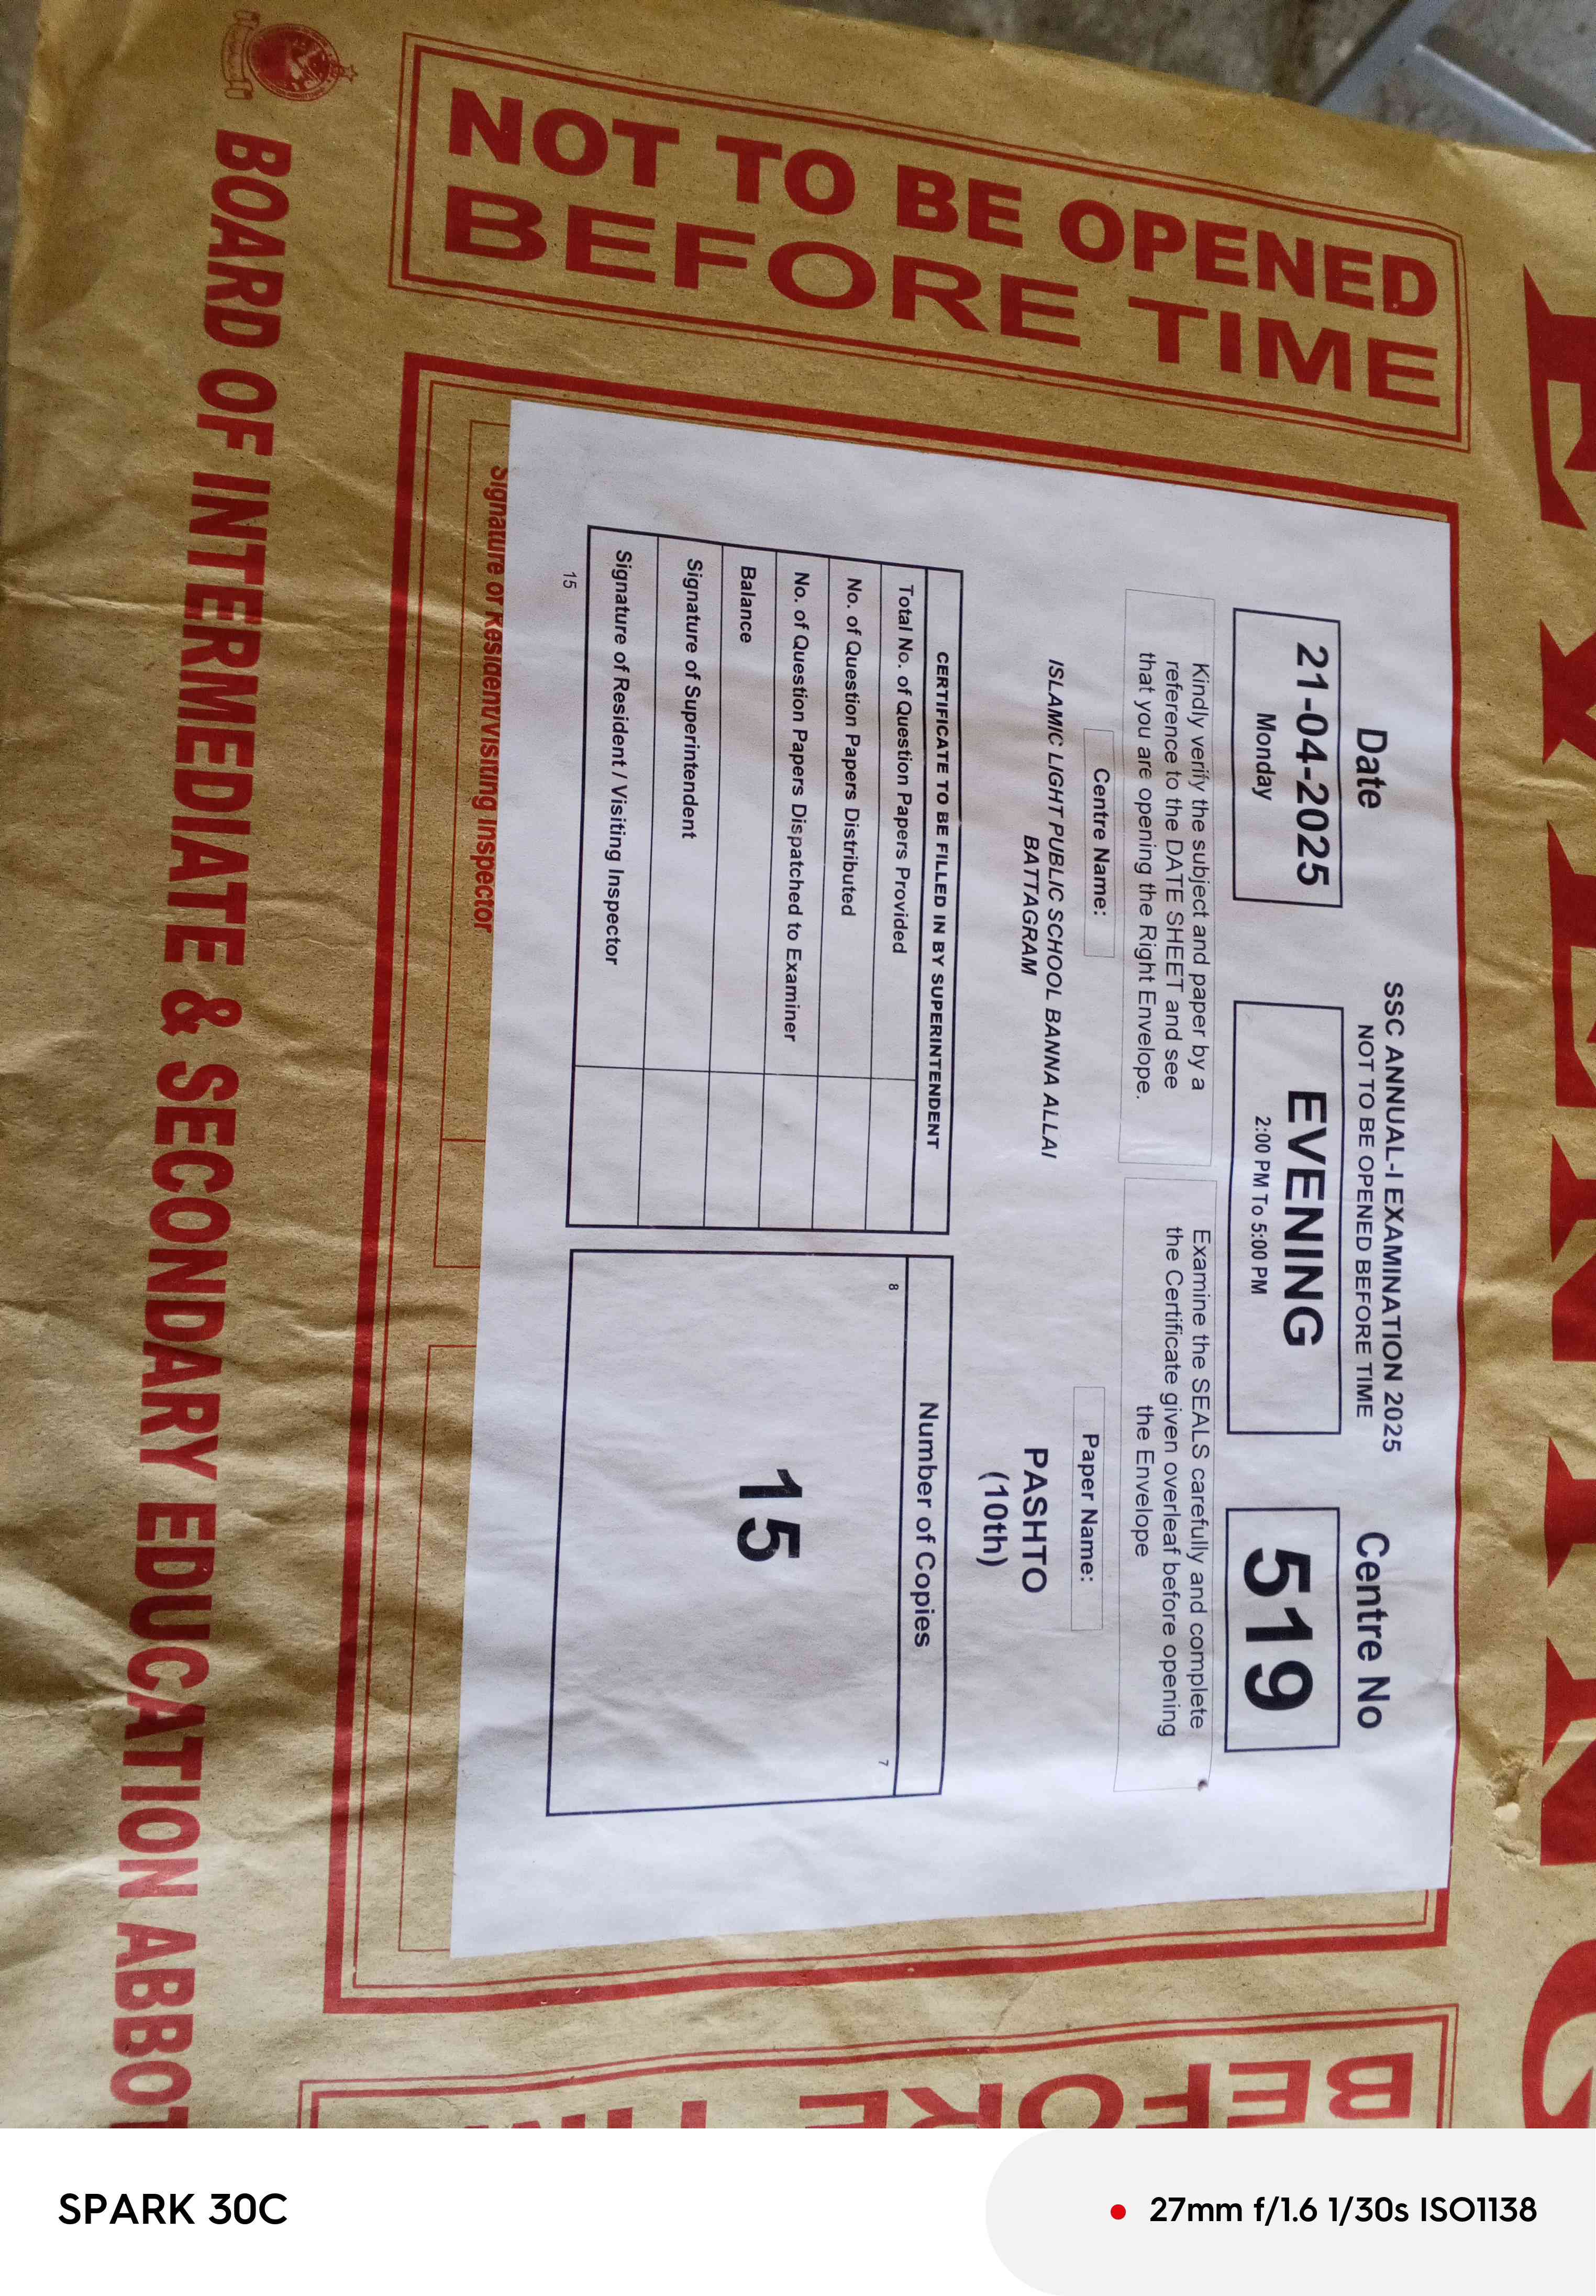 NOT TO BE OPENED
BEFORE TIME
SSC ANNUAL-I EXAMINATION 2025
NOT TO BE OPENED BEFORE TIME
Date
21-04-2025
Monday
EVENING
2:00 PM To 5:00 PM
Centre No
519
Kindly verify the subject and paper by a
reference to the DATE SHEET and see
that you are opening the Right Envelope.
Examine the SEALS carefully and complete
the Certificate given overleaf before opening
the Envelope
Centre Name:
ISLAMIC LIGHT PUBLIC SCHOOL BANNA ALLAI
BATTAGRAM
Paper Name:
PASHTO
(10th)
CERTIFICATE TO BE FILLED IN BY SUPERINTENDENT
Total No. of Question Papers Provided
No. of Question Papers Distributed
No. of Question Papers Dispatched to Examiner
Balance
Signature of Superintendent
Signature of Resident / Visiting Inspector
15
Number of Copies
8
7
15
Signature of Resident/Visiting Inspector
BOARD OF INTERMEDIATE & SECONDARY EDUCATION ABBOT
SPARK 30C
27mm f/1.6 1/30s ISO1138